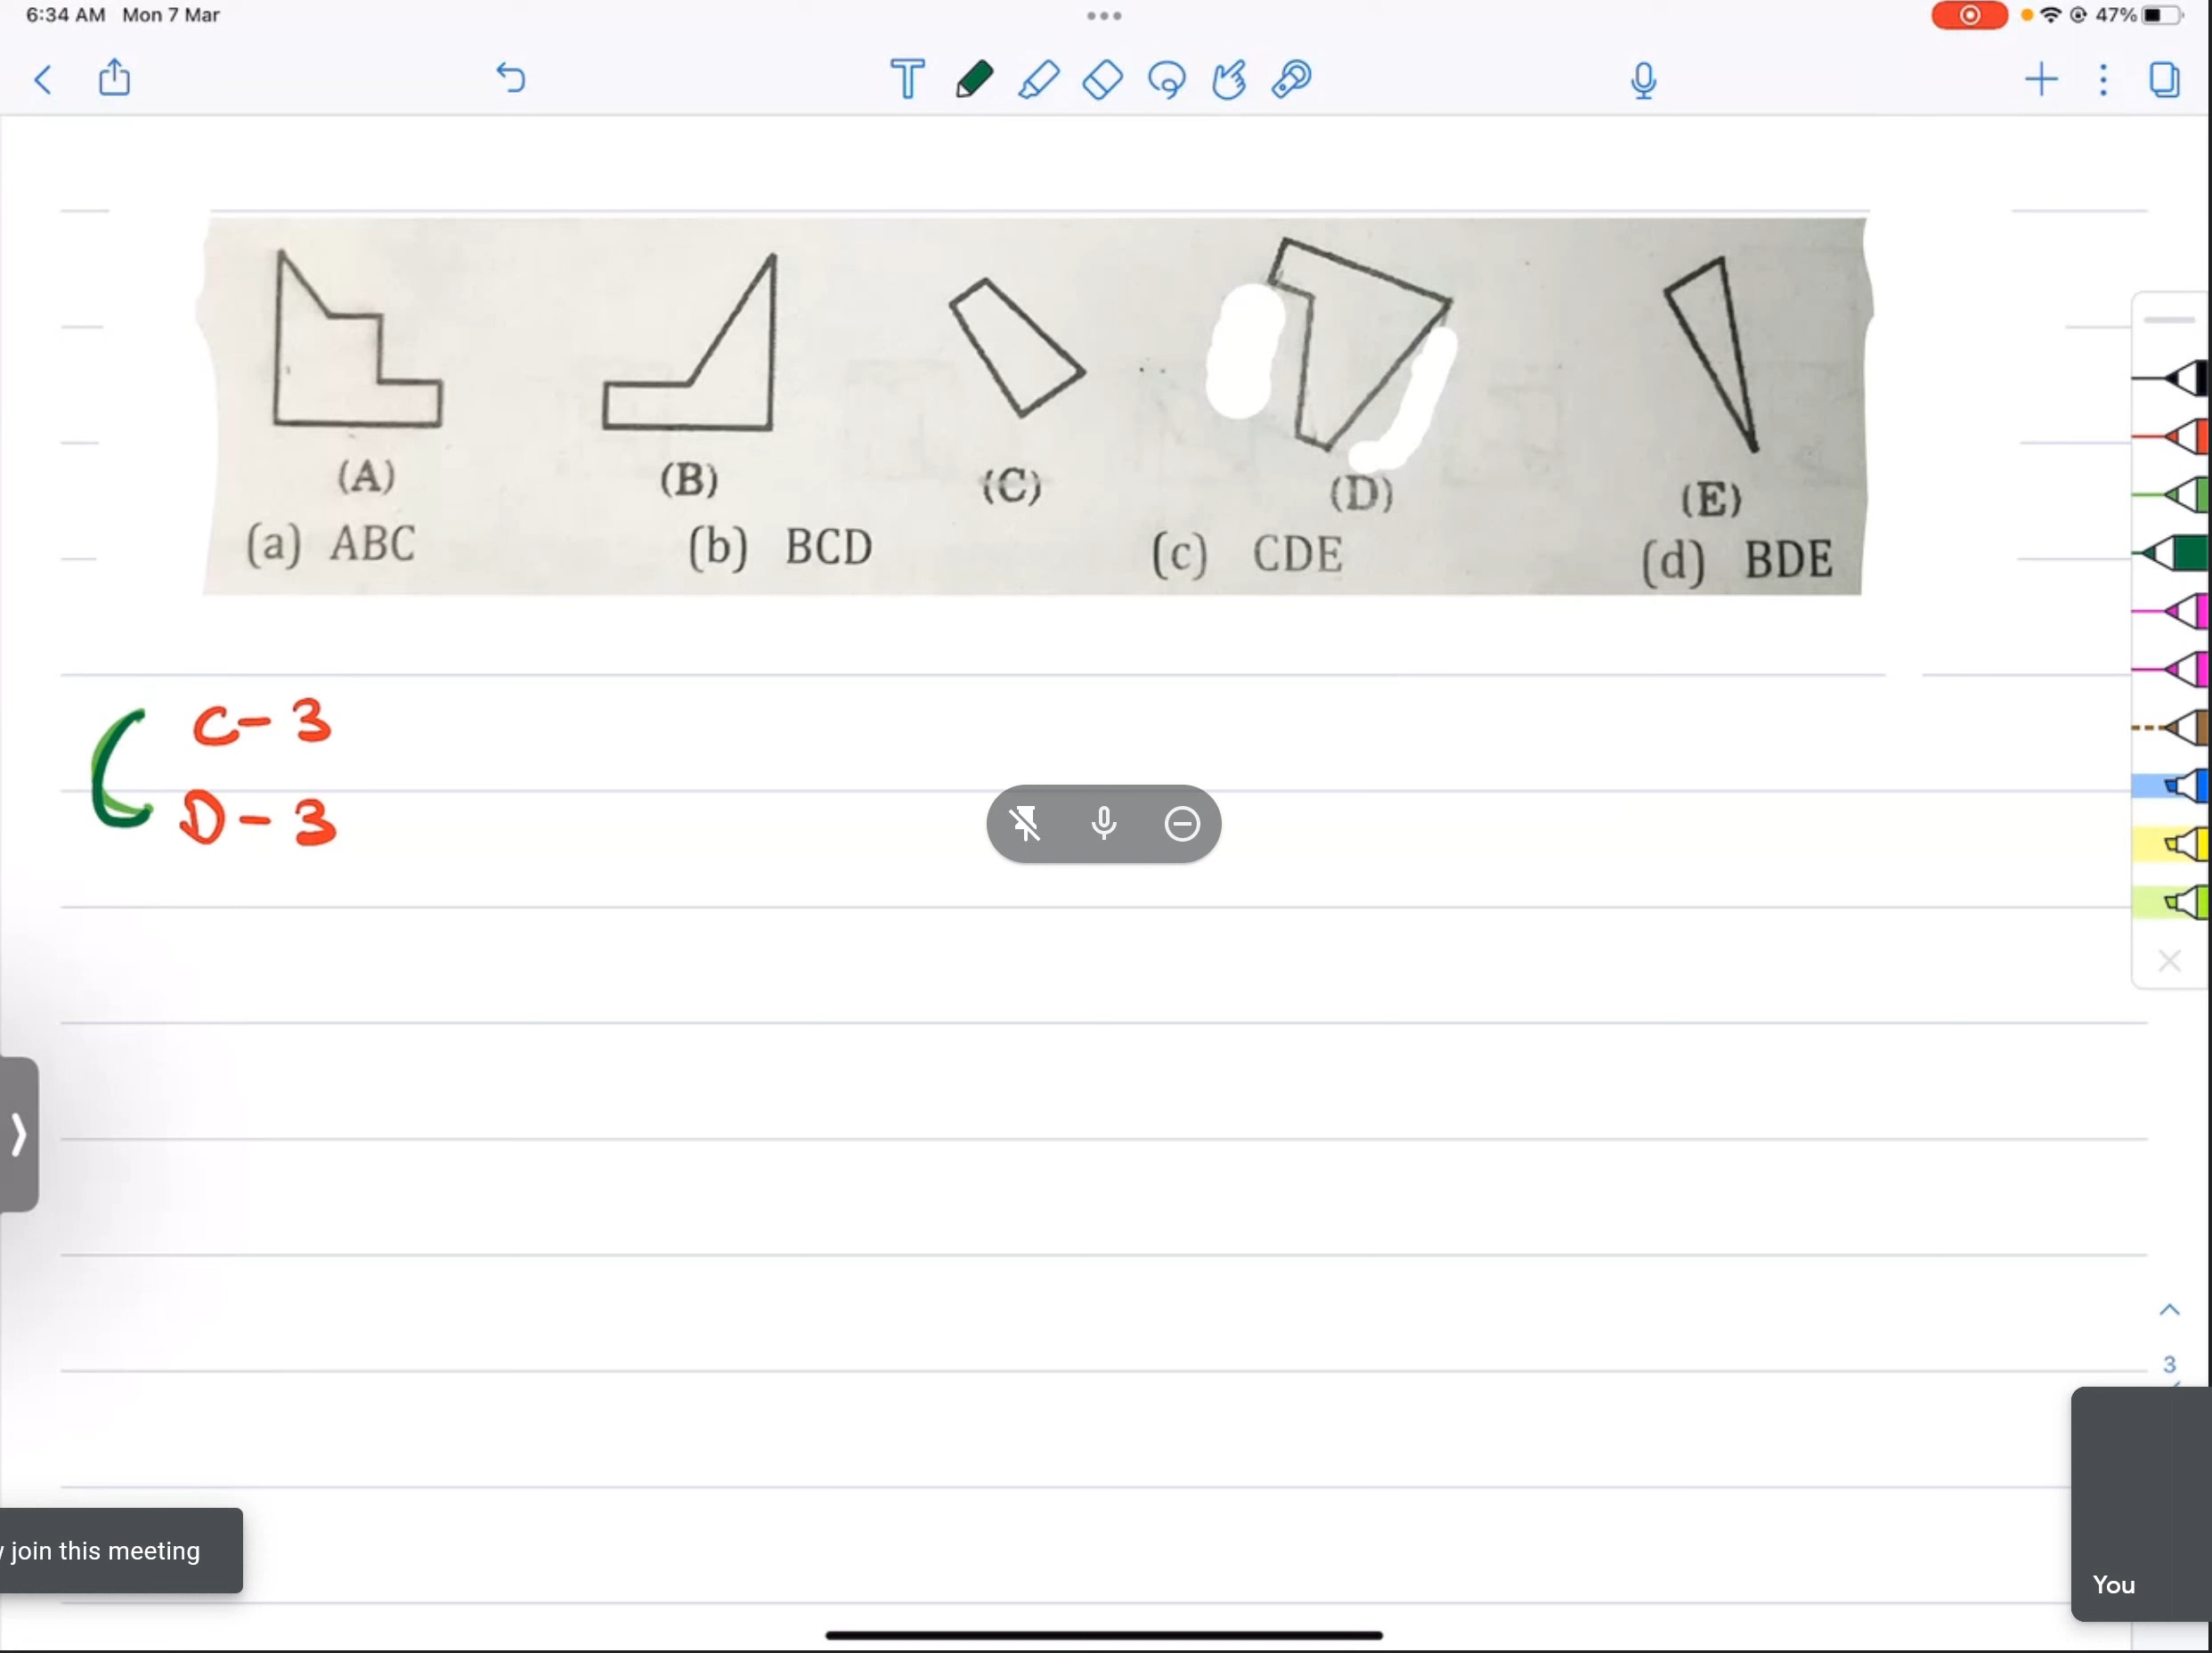 6:34 AM Mon 7 Mar
47%
(A) (B) (C) (D) (E)
(a) ABC (b) BCD (c) CDE (d) BDE
C- 3
D - 3
3
join this meeting
You